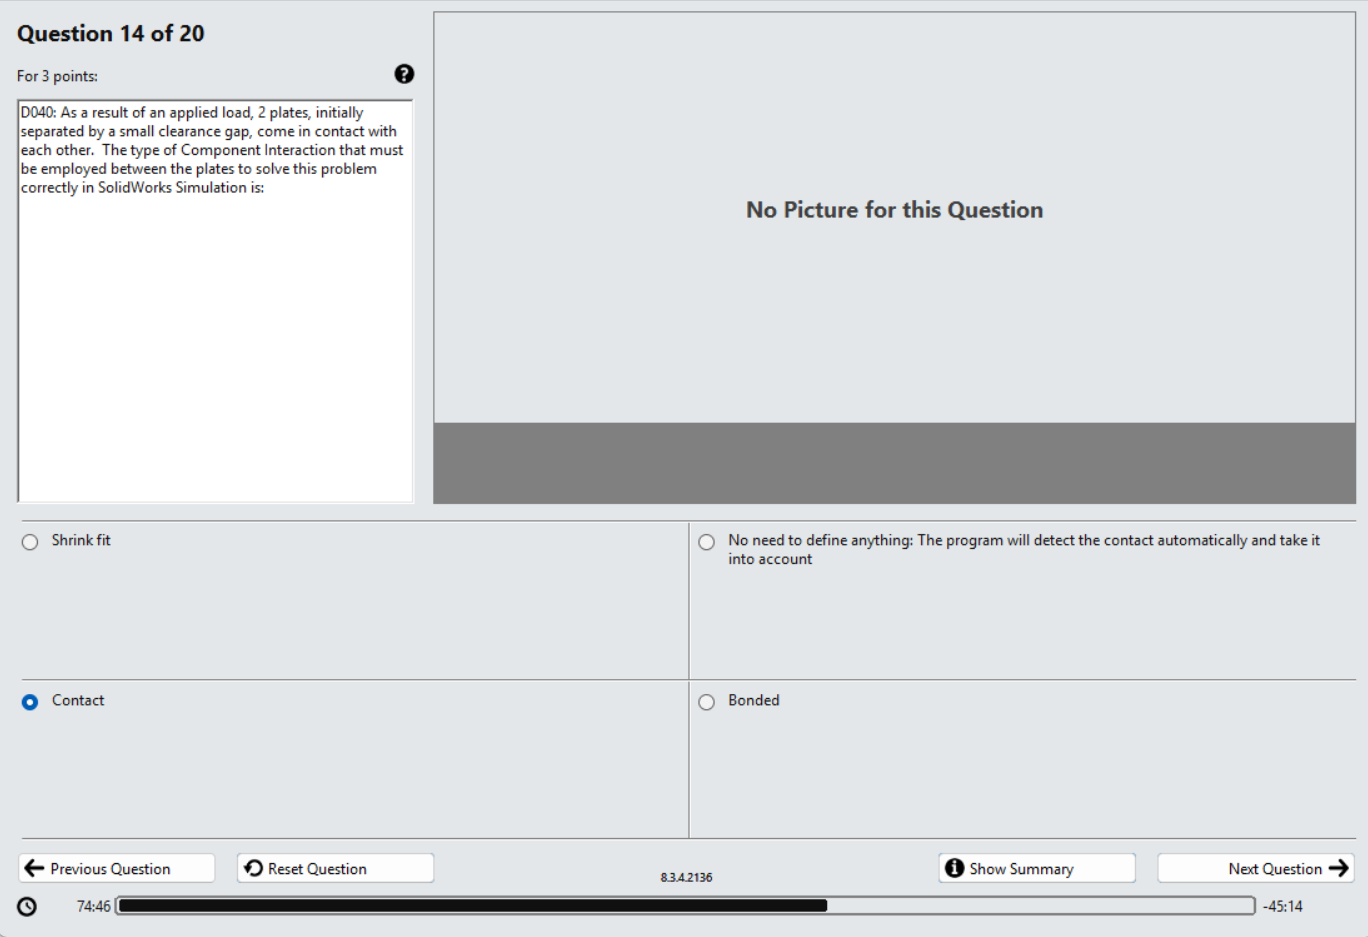 Question 14 of 20
For 3 points:
D040: As a result of an applied load, 2 plates, initially
separated by a small clearance gap, come in contact with
each other.  The type of Component Interaction that must
be employed between the plates to solve this problem
correctly in SolidWorks Simulation is:
No Picture for this Question
Shrink fit
No need to define anything: The program will detect the contact automatically and take it
into account
Contact
Bonded
Previous Question
Reset Question
8.3.4.2136
Show Summary
Next Question
74:46
-45:14